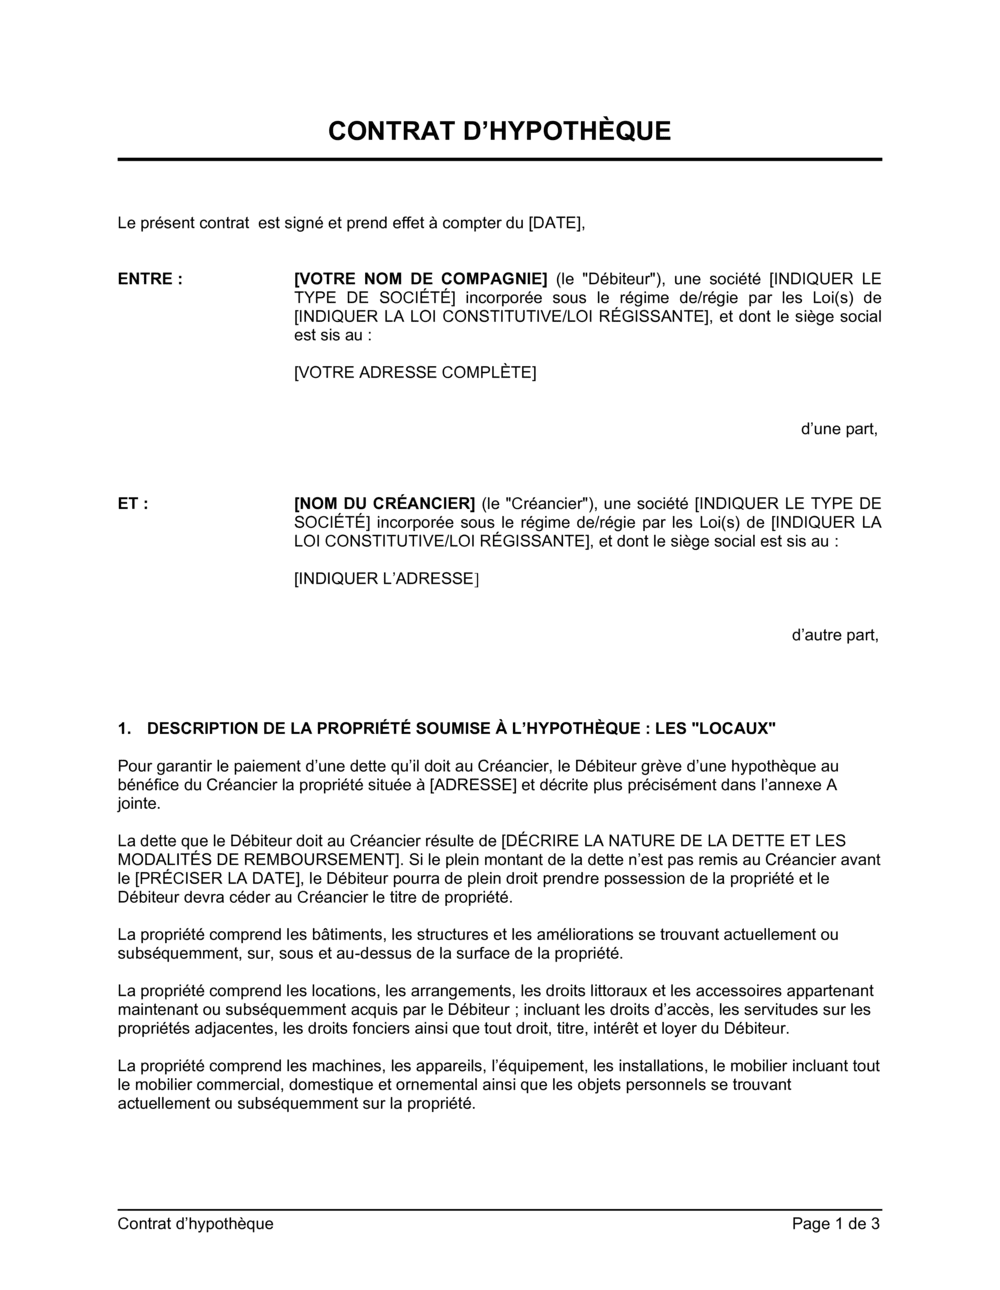 CONTRAT D’HYPOTHÈQUE
Le présent contrat  est signé et prend effet à compter du [DATE],
ENTRE :
[VOTRE NOM DE COMPAGNIE] (le "Débiteur"), une société [INDIQUER LE
TYPE DE SOCIÉTÉ] incorporée sous le régime de/régie par les Loi(s) de
[INDIQUER LA LOI CONSTITUTIVE/LOI RÉGISSANTE], et dont le siège social
est sis au :
[VOTRE ADRESSE COMPLÈTE]
d’une part,
ET :
[NOM DU CRÉANCIER] (le "Créancier"), une société [INDIQUER LE TYPE DE
SOCIÉTÉ] incorporée sous le régime de/régie par les Loi(s) de [INDIQUER LA
LOI CONSTITUTIVE/LOI RÉGISSANTE], et dont le siège social est sis au :
[INDIQUER L’ADRESSE]
d’autre part,
1. DESCRIPTION DE LA PROPRIÉTÉ SOUMISE À L’HYPOTHÈQUE : LES "LOCAUX"
Pour garantir le paiement d’une dette qu’il doit au Créancier, le Débiteur grève d’une hypothèque au
bénéfice du Créancier la propriété située à [ADRESSE] et décrite plus précisément dans l’annexe A
jointe.
La dette que le Débiteur doit au Créancier résulte de [DÉCRIRE LA NATURE DE LA DETTE ET LES
MODALITÉS DE REMBOURSEMENT]. Si le plein montant de la dette n’est pas remis au Créancier avant
le [PRÉCISER LA DATE], le Débiteur pourra de plein droit prendre possession de la propriété et le
Débiteur devra céder au Créancier le titre de propriété.
La propriété comprend les bâtiments, les structures et les améliorations se trouvant actuellement ou
subséquemment, sur, sous et au-dessus de la surface de la propriété.
La propriété comprend les locations, les arrangements, les droits littoraux et les accessoires appartenant
maintenant ou subséquemment acquis par le Débiteur ; incluant les droits d’accès, les servitudes sur les
propriétés adjacentes, les droits fonciers ainsi que tout droit, titre, intérêt et loyer du Débiteur.
La propriété comprend les machines, les appareils, l’équipement, les installations, le mobilier incluant tout
le mobilier commercial, domestique et ornemental ainsi que les objets personnels se trouvant
actuellement ou subséquemment sur la propriété.
Contrat d’hypothèque
Page 1 de 3